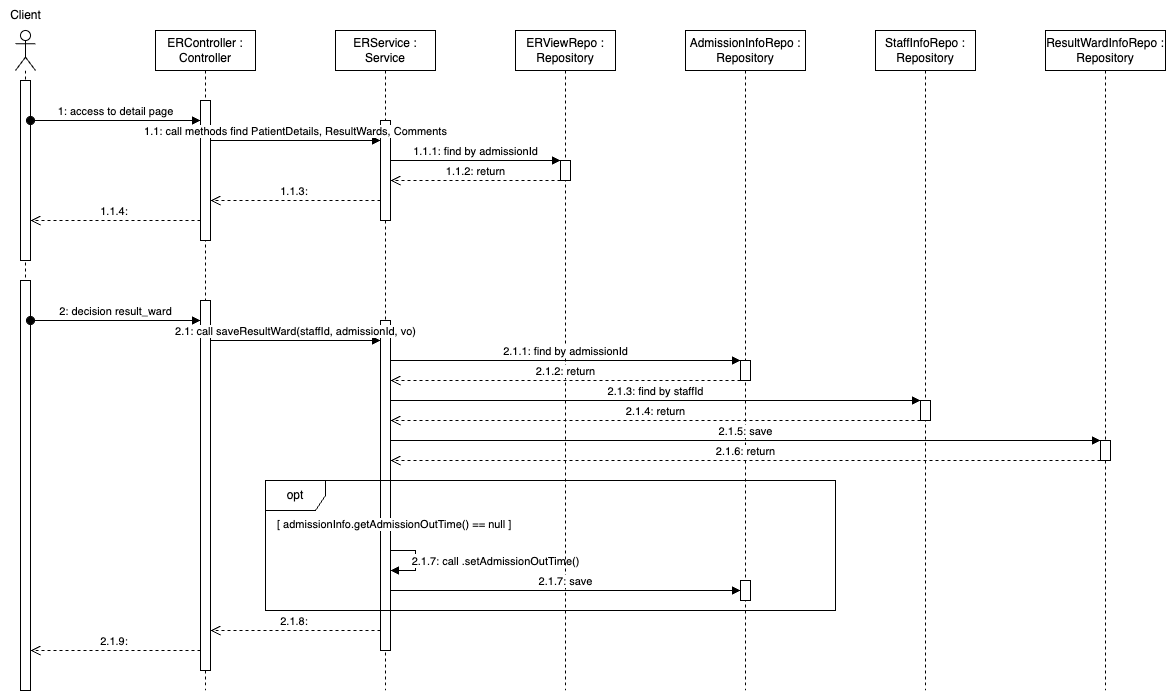 Client
ERController :
Controller
ERService :
Service
ERViewRepo :
Repository
AdmissionInfoRepo :
Repository
StaffInfoRepo :
Repository
ResultWardInfoRepo :
Repository
1: access to detail page
1.1: call methods find PatientDetails, ResultWards, Comments
1.1.1: find by admissionId
1.1.2: return
1.1.3:
1.1.4:
2: decision result_ward
2.1: call saveResultWard(staffId, admissionId, vo)
2.1.1: find by admissionId
2.1.2: return
2.1.3: find by staffId
2.1.4: return
2.1.5: save
2.1.6: return
opt
[ admissionInfo.getAdmissionOutTime() == null ]
2.1.7: call .setAdmissionOutTime()
2.1.7: save
2.1.8:
2.1.9: